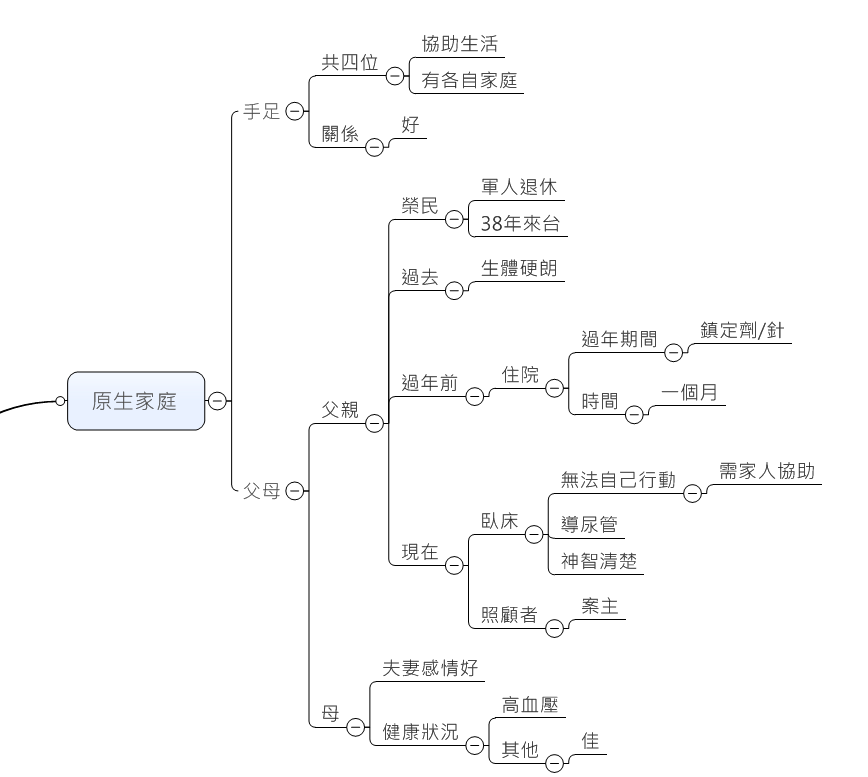 原生家庭
手足
共四位
協助生活
有各自家庭
關係
好
父母
父親
榮民
軍人退休
38年來台
過去
生體硬朗
過年前
住院
過年期間
鎮定劑/針
時間
一個月
現在
臥床
無法自己行動
需家人協助
導尿管
神智清楚
照顧者
案主
母
夫妻感情好
健康狀況
高血壓
其他
佳